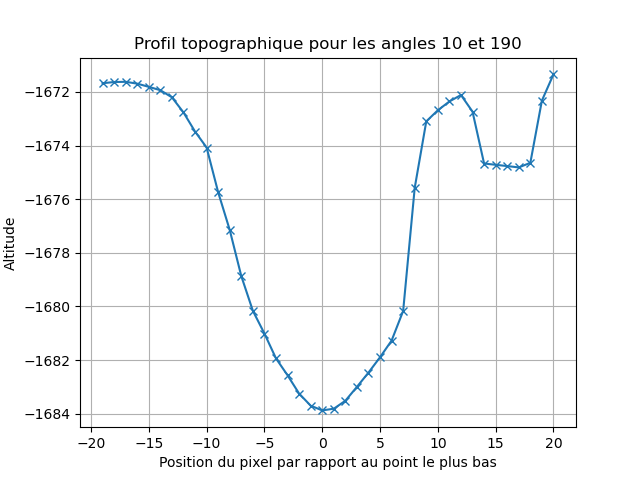 Profil topographique pour les angles 10 et 190
−1672
−1674
−1676
−1678
−1680
−1682
−1684
Altitude
−20 −15 −10 −5 0 5 10 15 20
Position du pixel par rapport au point le plus bas